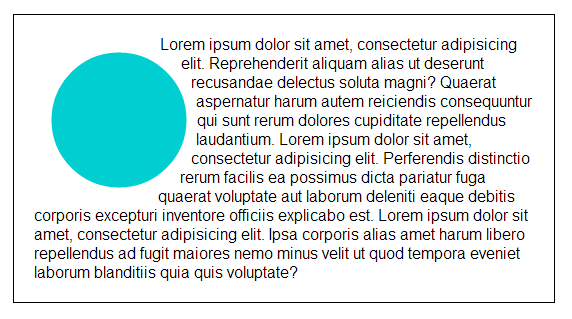 Lorem ipsum dolor sit amet, consectetur adipisicing
elit. Reprehenderit aliquam alias ut deserunt
recusandae delectus soluta magni? Quaerat
aspernatur harum autem reiciendis consequuntur
qui sunt rerum dolores cupiditate repellendus
laudantium. Lorem ipsum dolor sit amet,
consectetur adipisicing elit. Perferendis distinctio
rerum facilis ea possimus dicta pariatur fuga
quaerat voluptate aut laborum deleniti eaque debitis
corporis excepturi inventore officiis explicabo est. Lorem ipsum dolor sit
amet, consectetur adipisicing elit. Ipsa corporis alias amet harum libero
repellendus ad fugit maiores nemo minus velit ut quod tempora eveniet
laborum blanditiis quia quis voluptate?